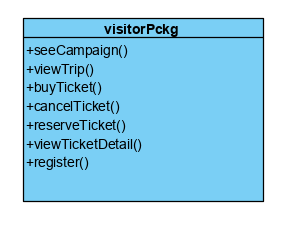 visitorPckg
+seeCampaign()
+viewTrip()
+buyTicket()
+cancelTicket()
+reserveTicket()
+viewTicketDetail()
+register()